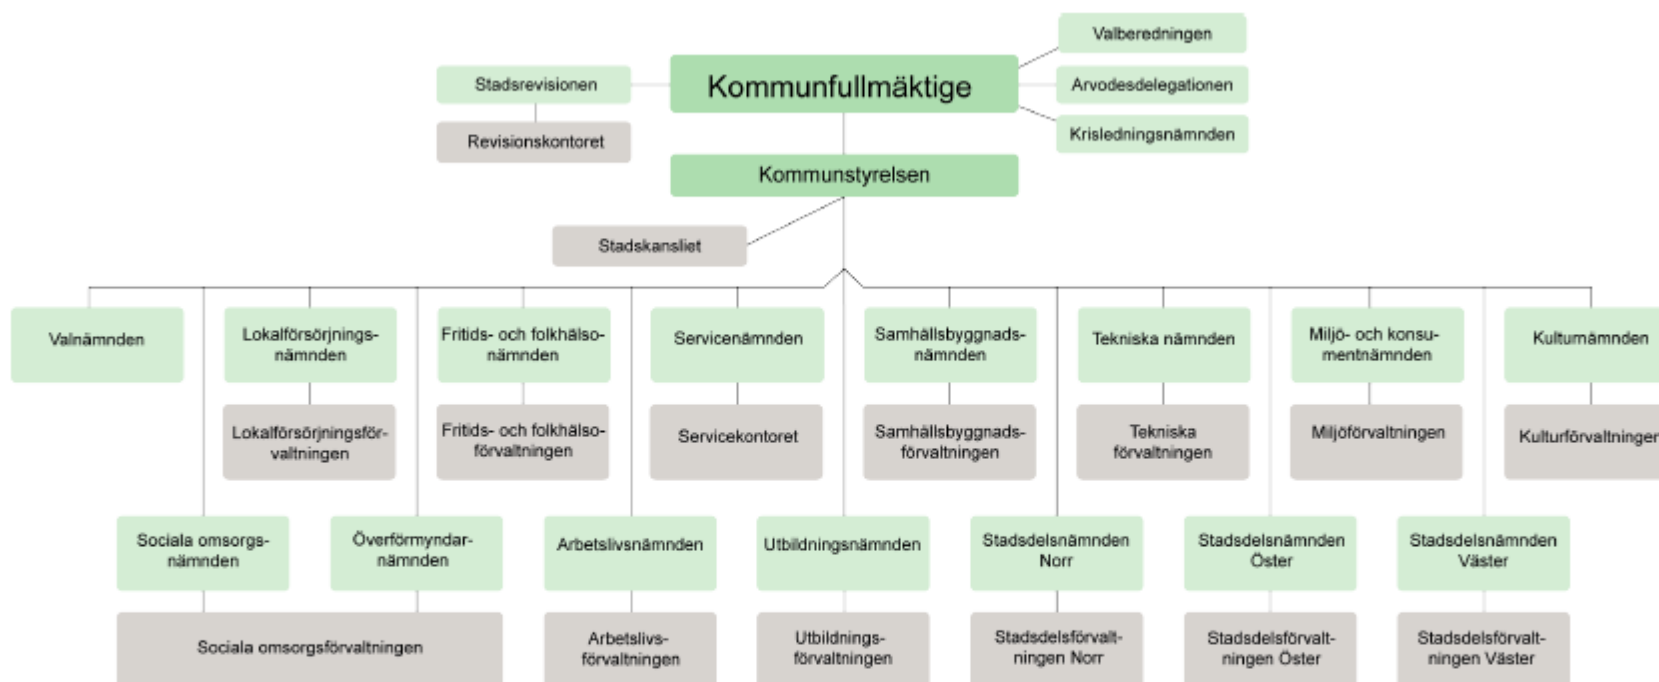 Valberedningen
Stadsrevisionen
Kommunfullmäktige
Arvodesdelegationen
Revisionskontoret
Krisledningsnämnden
Kommunstyrelsen
Stadskansliet
Valnämnden
Lokalförsörjnings-
nämnden
Fritids- och folkhälso-
nämnden
Servicenämnden
Samhällsbyggnads-
nämnden
Tekniska nämnden
Miljö- och konsu-
mentnämnden
Kulturnämnden
Lokalförsörjningsför-
valtningen
Fritids- och folkhälso-
förvaltningen
Servicekontoret
Samhällsbyggnads-
förvaltningen
Tekniska
förvaltningen
Miljöförvaltningen
Kulturförvaltningen
Sociala omsorgs-
nämnden
Överförmyndar-
nämnden
Arbetslivsnämnden
Utbildningsnämnden
Stadsdelsnämnden
Norr
Stadsdelsnämnden
Öster
Stadsdelsnämnden
Väster
Sociala omsorgsförvaltningen
Arbetslivs-
förvaltningen
Utbildnings-
förvaltningen
Stadsdelsförvalt-
ningen Norr
Stadsdelsförvalt-
ningen Öster
Stadsdelsförvalt-
ningen Väster